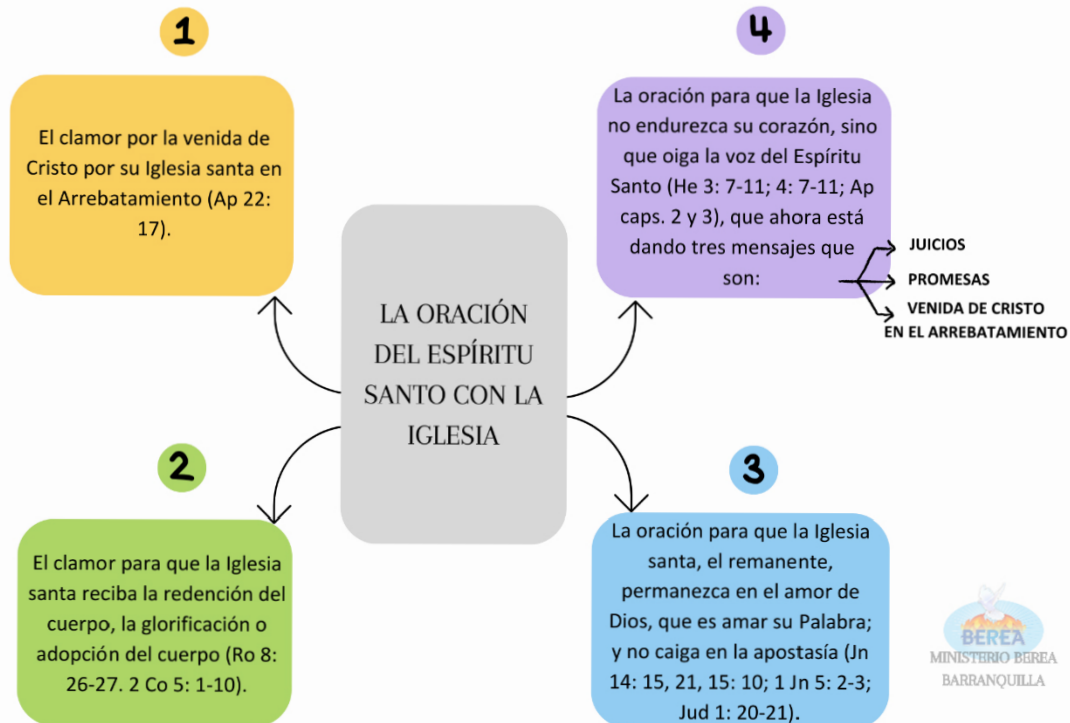 1
El clamor por la venida de
Cristo por su Iglesia santa en
el Arrebatamiento (Ap 22:
17).
LA ORACIÓN
DEL ESPÍRITU
SANTO CON LA
IGLESIA
2
El clamor para que la Iglesia
santa reciba la redención del
cuerpo, la glorificación o
adopción del cuerpo (Ro 8:
26-27. 2 Co 5: 1-10).
3
La oración para que la Iglesia
santa, el remanente,
permanezca en el amor de
Dios, que es amar su Palabra;
y no caiga en la apostasía (Jn
14: 15, 21, 15: 10; 1 Jn 5: 2-3;
Jud 1: 20-21).
4
La oración para que la Iglesia
no endurezca su corazón, sino
que oiga la voz del Espíritu
Santo (He 3: 7-11; 4: 7-11; Ap
caps. 2 y 3), que ahora está
dando tres mensajes que
son:
JUICIOS
PROMESAS
VENIDA DE CRISTO
EN EL ARREBATAMIENTO
BEREA
MINISTERIO BEREA
BARRANQUILLA